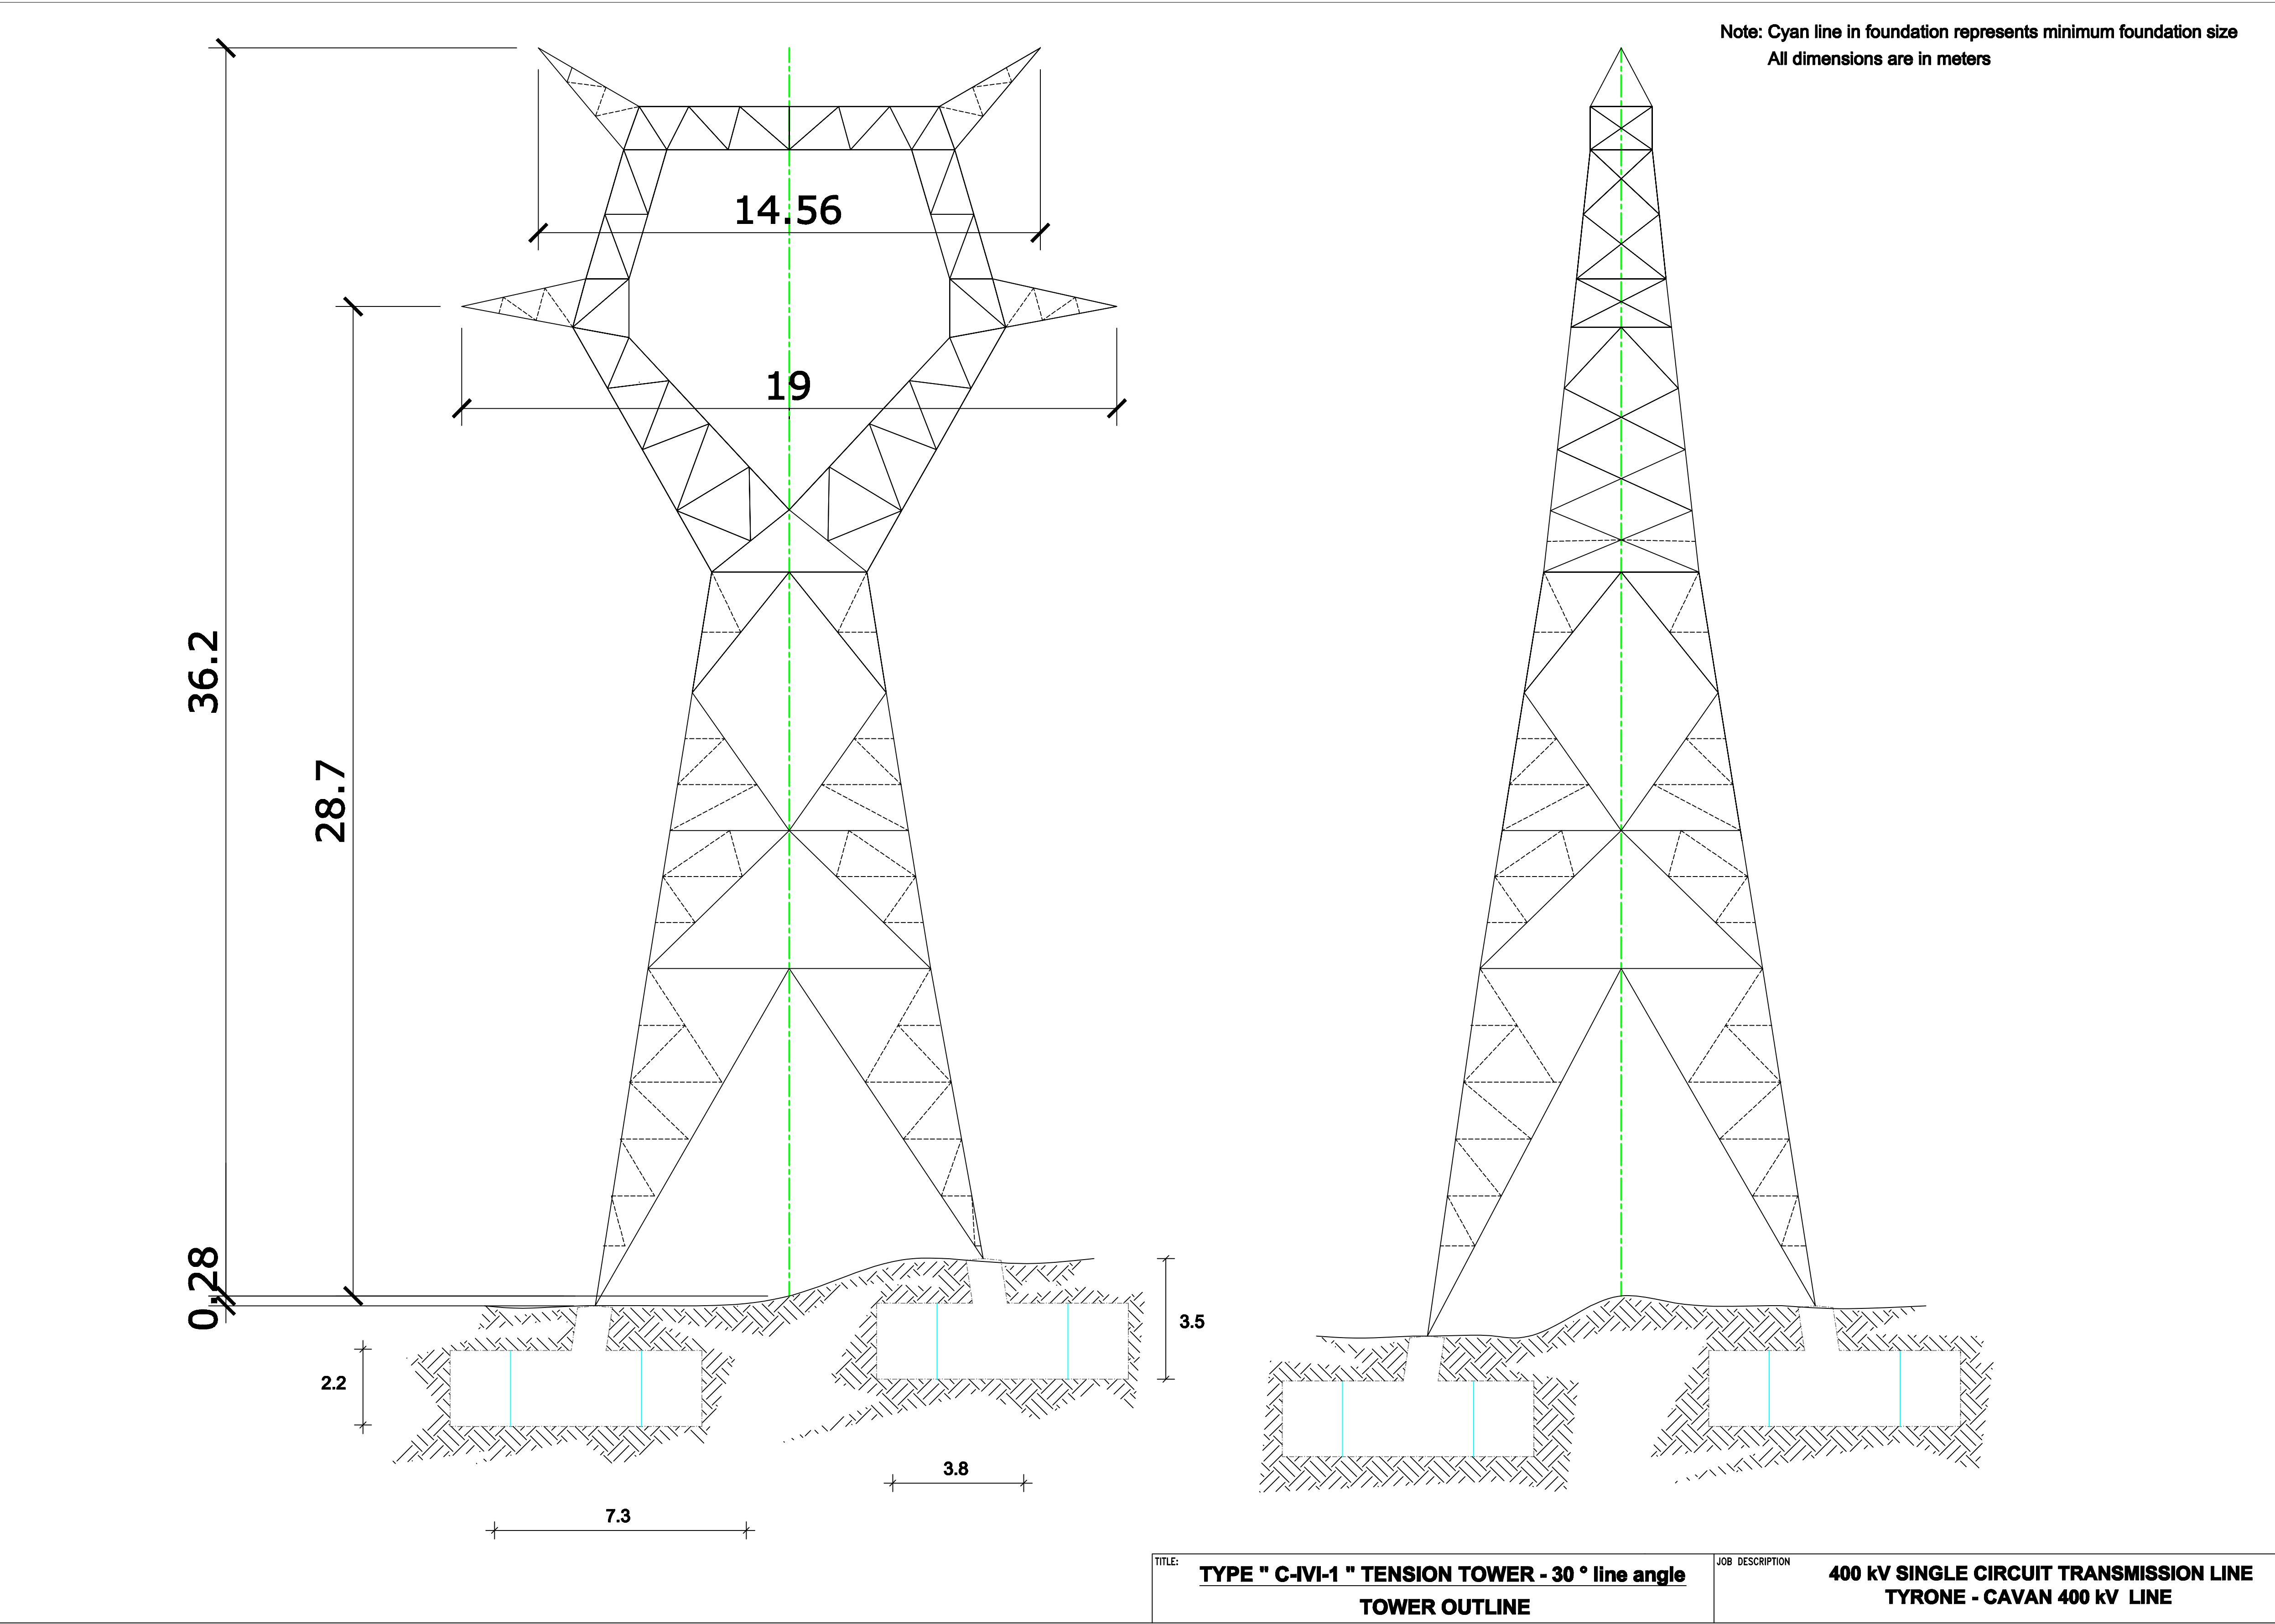 Note: Cyan line in foundation represents minimum foundation size
All dimensions are in meters
14.56
19
36.2
28.7
0.28
2.2
3.5
3.8
7.3
TITLE:
TYPE " C-IVI-1 " TENSION TOWER - 30 ° line angle
TOWER OUTLINE
JOB DESCRIPTION
400 kV SINGLE CIRCUIT TRANSMISSION LINE
TYRONE - CAVAN 400 kV LINE